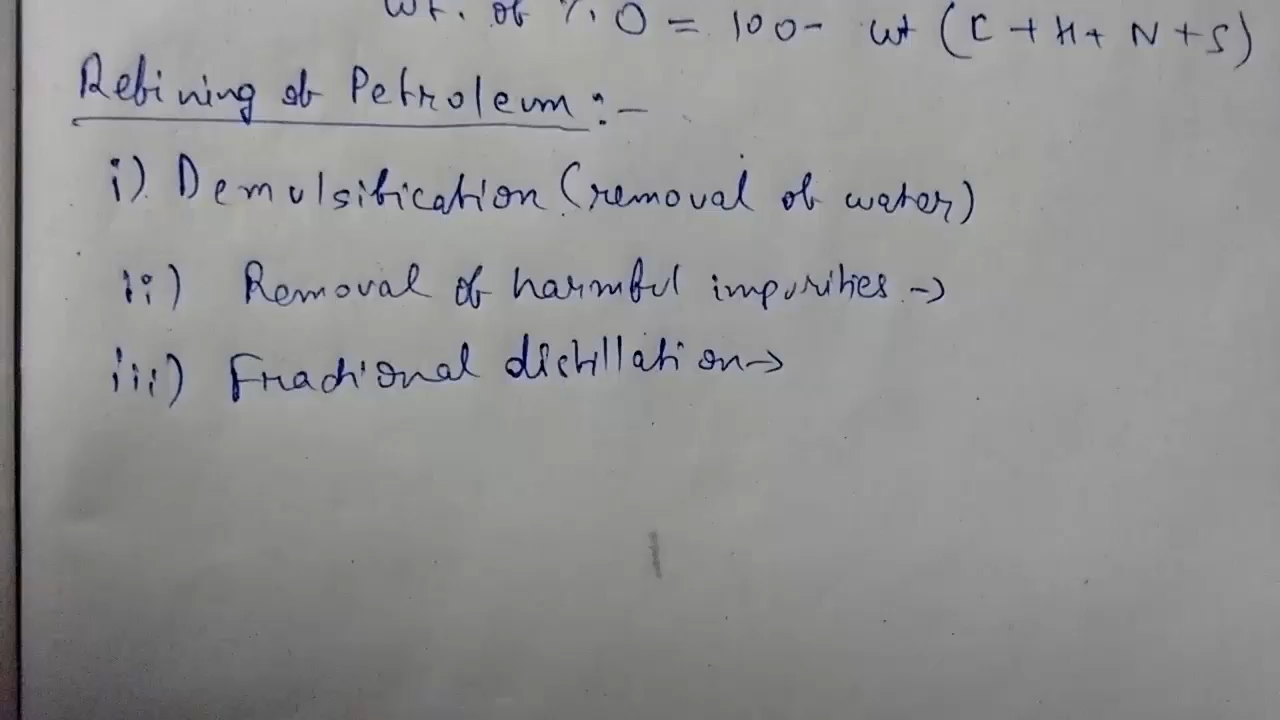 wt. of % O = 100 - wt (C + H + N + S)
Refining of Petroleum :-
i) Demulsification (removal of water)
ii) Removal of harmful impurities →
iii) Fractional distillation →